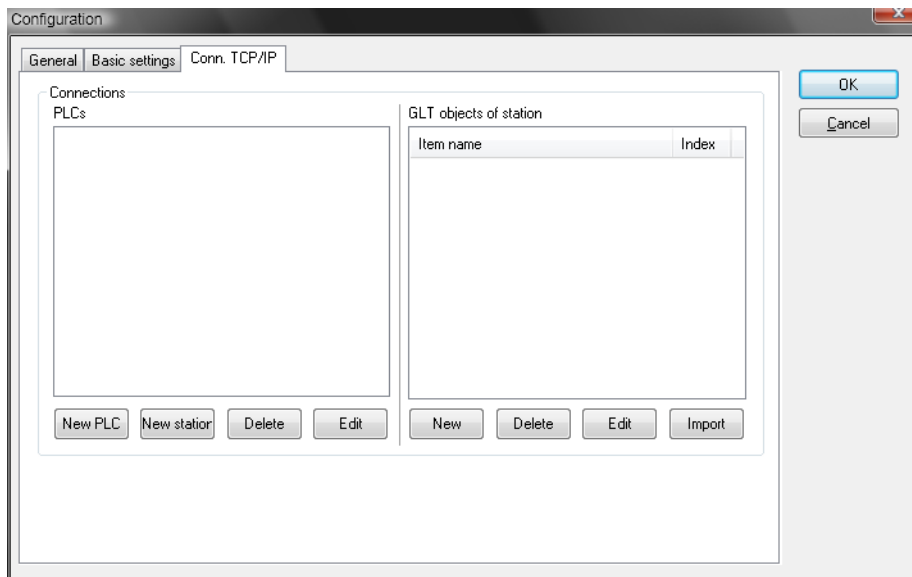 Configuration
General Basic settings Conn. TCP/IP
Connections
PLCs
GLT objects of station
Item name Index
New PLC New station Delete Edit
New Delete Edit Import
OK
Cancel